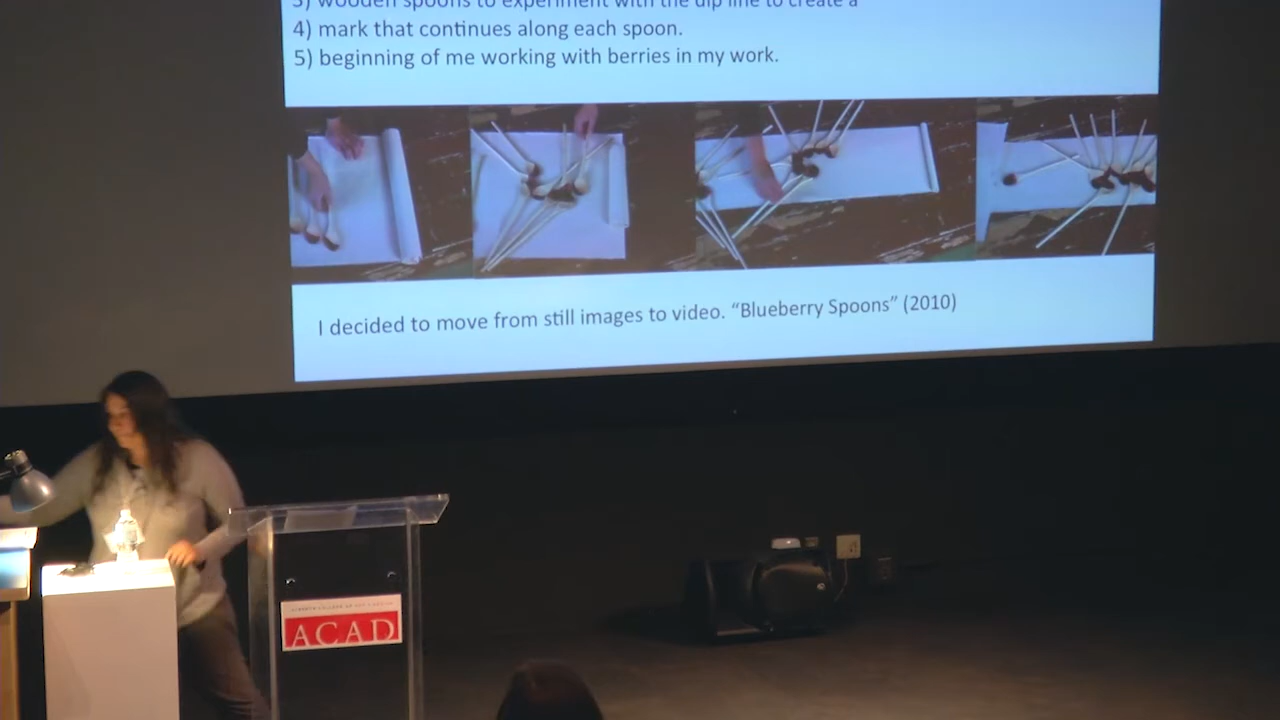 3) wooden spoons to experiment with the dip line to create a
4) mark that continues along each spoon.
5) beginning of me working with berries in my work.
I decided to move from still images to video. “Blueberry Spoons” (2010)
ACAD